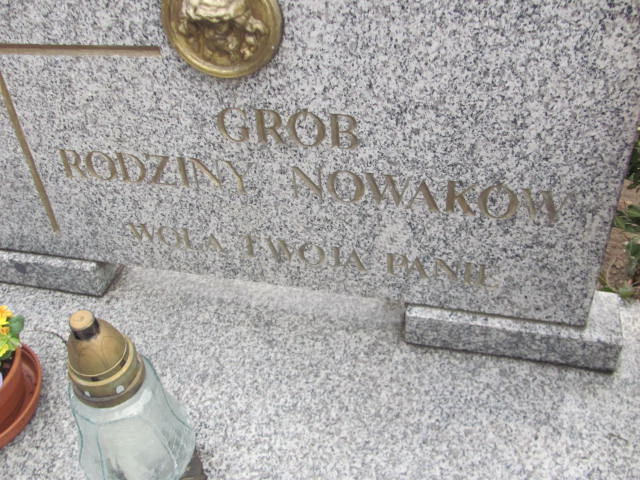 GRÓB
RODZINY NOWAKÓW
WOLA TWOJA PANIE